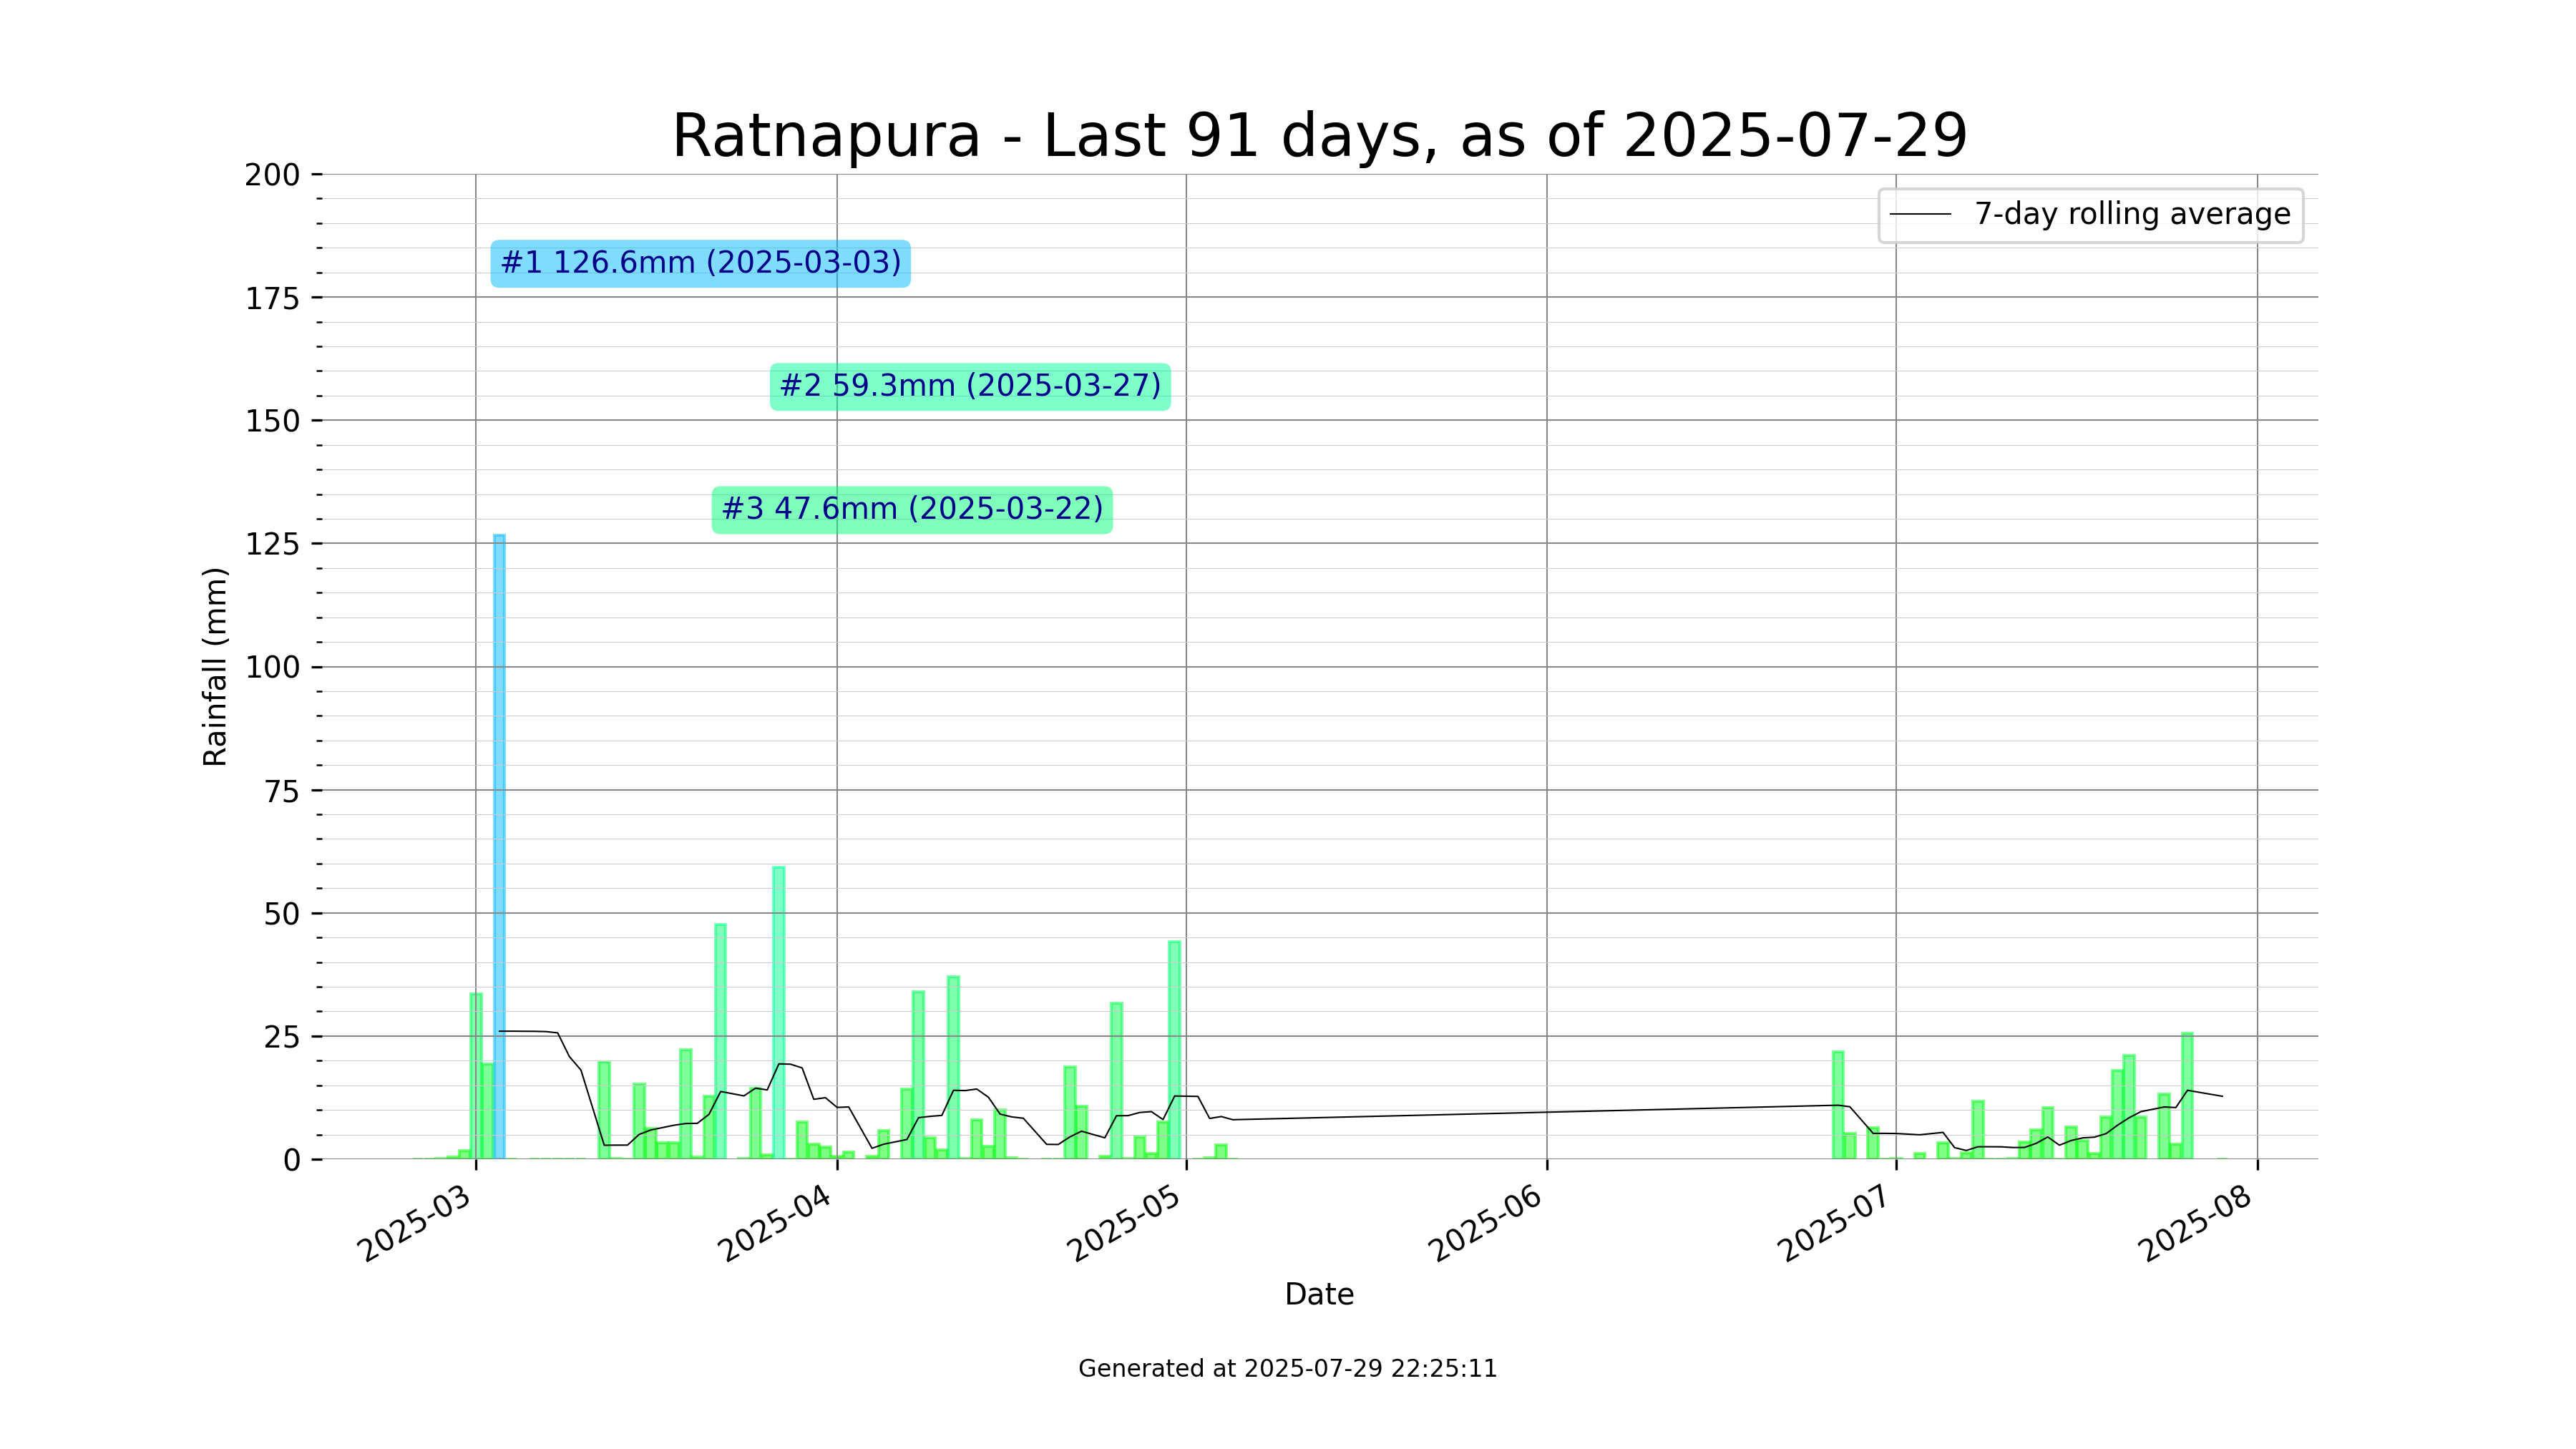 Ratnapura - Last 91 days, as of 2025-07-29
200
175
150
125
100
75
50
25
0
Rainfall (mm)
7-day rolling average
#1 126.6mm (2025-03-03)
#2 59.3mm (2025-03-27)
#3 47.6mm (2025-03-22)
2025-03
2025-04
2025-05
2025-06
2025-07
2025-08
Date
Generated at 2025-07-29 22:25:11